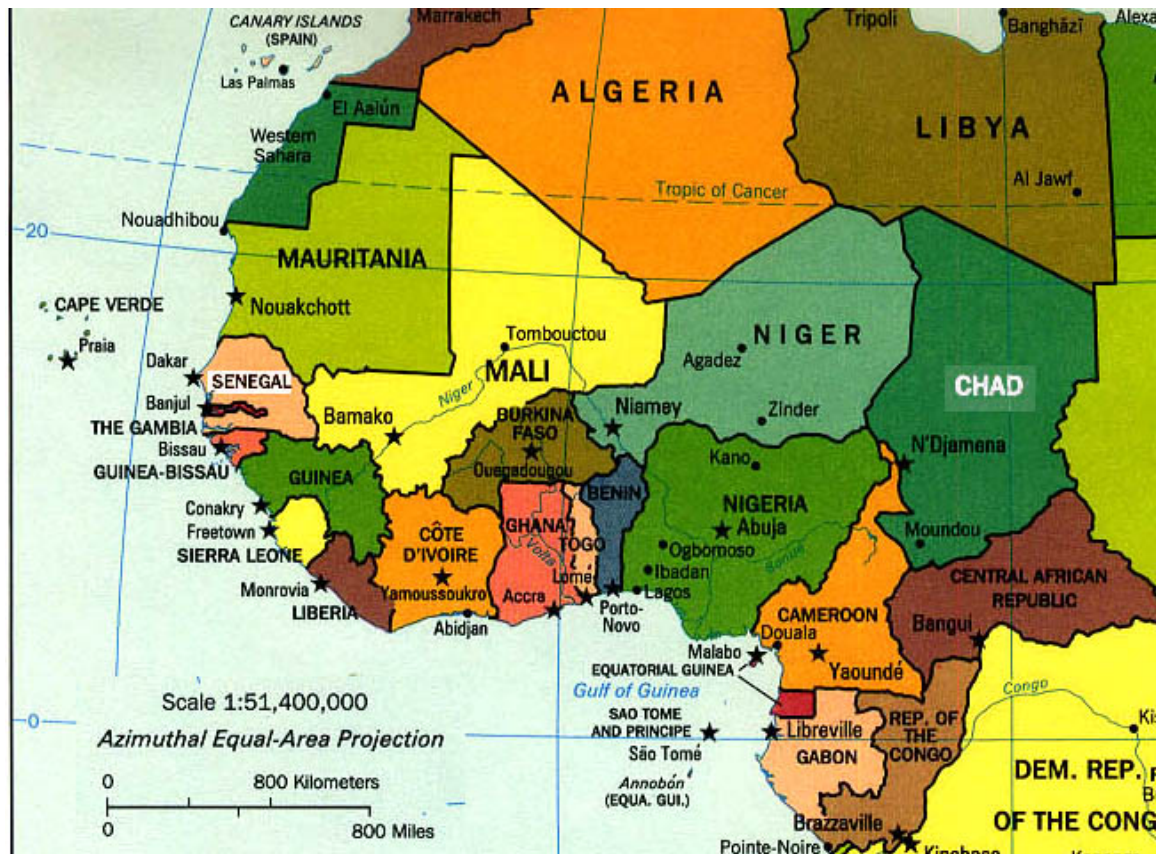 CANARY ISLANDS
(SPAIN)
Las Palmas
Marrakech
Tripoli
Banghāzī
El Aaiún
Western
Sahara
ALGERIA
LIBYA
Al Jawf
Tropic of Cancer
Nouadhibou
20
MAURITANIA
Nouakchott
CAPE VERDE
Praia
Tombouctou
NIGER
Agadez
Dakar
SENEGAL
MALI
Niger
CHAD
Banjul
THE GAMBIA
Bamako
BURKINA
FASO
Niamey
Zinder
Bissau
GUINEA-BISSAU
Ouagadougou
Kano
N'Djamena
GUINEA
BENIN
NIGERIA
Abuja
Conakry
Freetown
SIERRA LEONE
CÔTE
D'IVOIRE
GHANA
TOGO
Volta
Ogbomoso
Ibadan
Lagos
Moundou
Monrovia
LIBERIA
Yamoussoukro
Abidjan
Accra
Lomé
Porto-
Novo
CENTRAL AFRICAN
REPUBLIC
Bangui
CAMEROON
Douala
Yaoundé
Malabo
EQUATORIAL GUINEA
Gulf of Guinea
Congo
Scale 1:51,400,000
Azimuthal Equal-Area Projection
0
SAO TOME
AND PRINCIPE
São Tomé
Libreville
GABON
REP. OF
THE
CONGO
Annobón
(EQUA. GUI.)
DEM. REP.
OF THE CONG
0 800 Kilometers
0 800 Miles
Brazzaville
Pointe-Noire